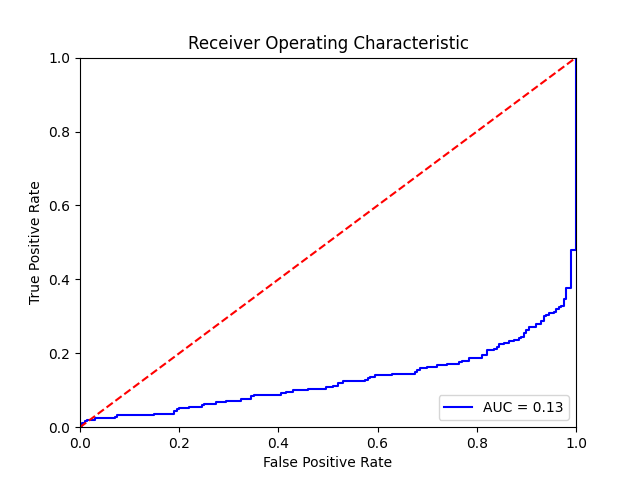 Receiver Operating Characteristic
1.0
0.8
0.6
0.4
0.2
0.0
True Positive Rate
AUC = 0.13
0.0 0.2 0.4 0.6 0.8 1.0
False Positive Rate